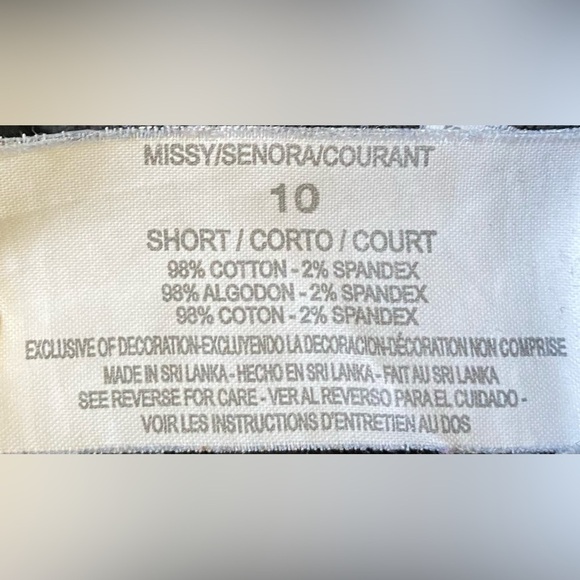 MISSY/SENORA/COURANT
10
SHORT / CORTO / COURT
98% COTTON - 2% SPANDEX
98% ALGODON - 2% SPANDEX
98% COTON - 2% SPANDEX
EXCLUSIVE OF DECORATION-EXCLUYENDO LA DECORACION-DÉCORATION NON COMPRISE
MADE IN SRI LANKA - HECHO EN SRI LANKA - FAIT AU SRI LANKA
SEE REVERSE FOR CARE - VER AL REVERSO PARA EL CUIDADO -
VOIR LES INSTRUCTIONS D'ENTRETIEN AU DOS